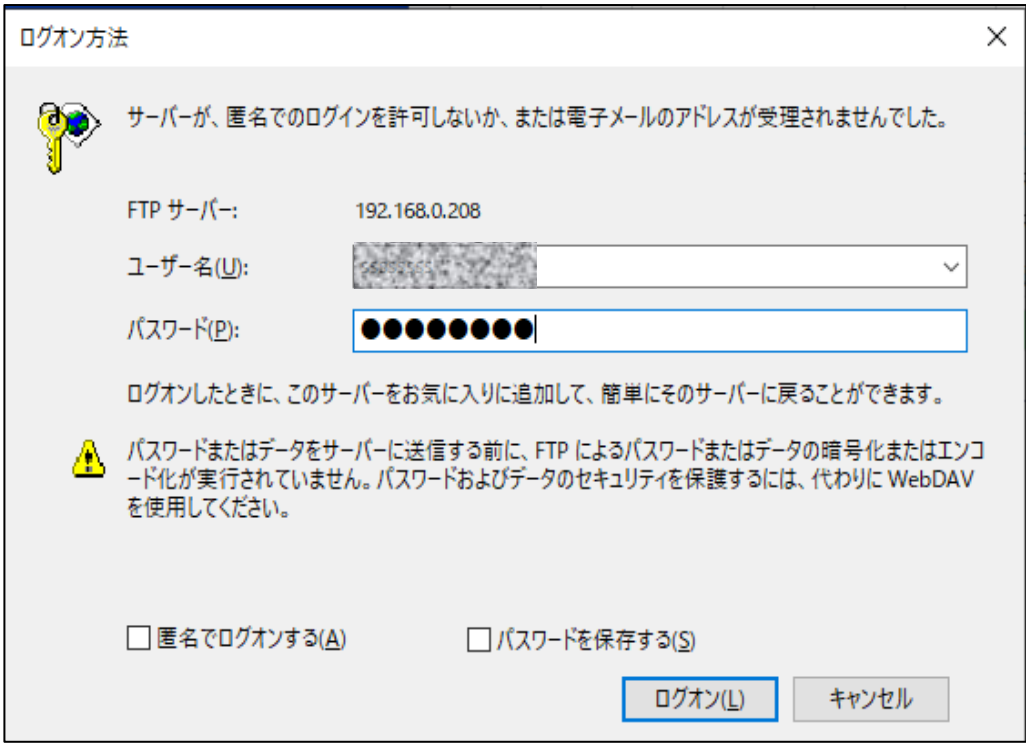 ログオン方法
サーバーが、匿名でのログインを許可しないか、または電子メールのアドレスが受理されませんでした。
FTP サーバー: 192.168.0.208
ユーザー名(U):
パスワード(P): ●●●●●●●●
ログオンしたときに、このサーバーをお気に入りに追加して、簡単にそのサーバーに戻ることができます。
パスワードまたはデータをサーバーに送信する前に、FTP によるパスワードまたはデータの暗号化またはエンコ
ード化が実行されていません。パスワードおよびデータのセキュリティを保護するには、代わりに WebDAV
を使用してください。
匿名でログオンする(A) パスワードを保存する(S)
ログオン(L) キャンセル